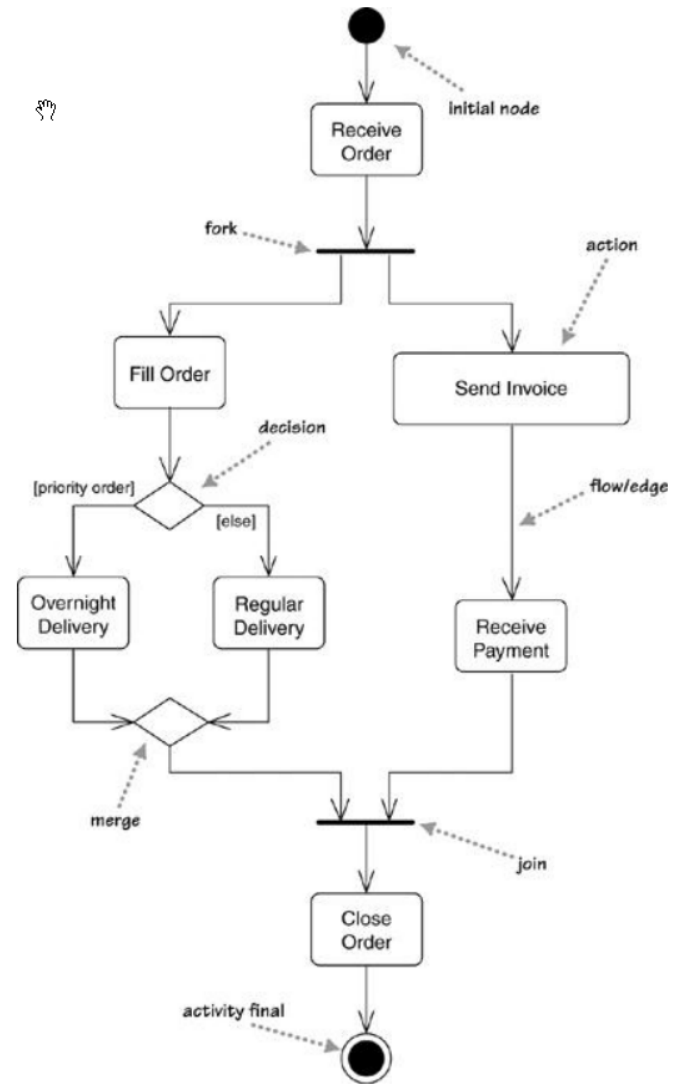 initial node
Receive
Order
fork
action
Fill Order
Send Invoice
decision
[priority order]
flow/edge
[else]
Overnight
Delivery
Regular
Delivery
Receive
Payment
merge
join
Close
Order
activity final